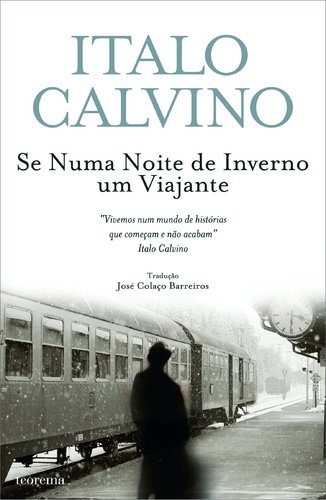 ITALO
CALVINO
Se Numa Noite de Inverno
um Viajante
"Vivemos num mundo de histórias
que começam e não acabam"
Italo Calvino
Tradução
José Colaço Barreiros
teorema